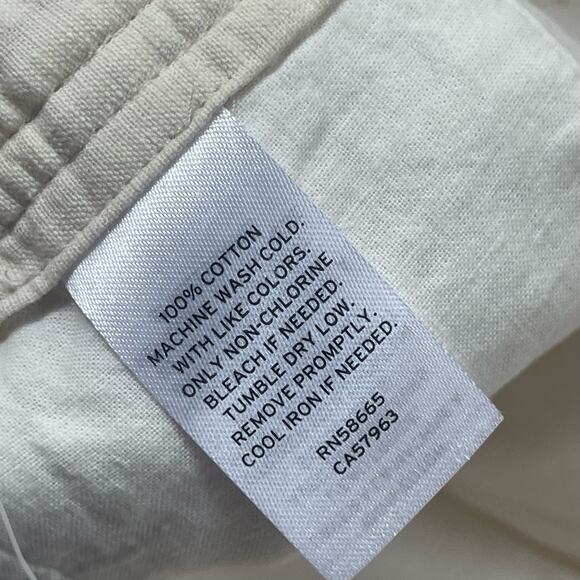 100% COTTON
MACHINE WASH COLD.
WITH LIKE COLORS.
ONLY NON-CHLORINE
BLEACH IF NEEDED.
TUMBLE DRY LOW.
REMOVE PROMPTLY.
COOL IRON IF NEEDED.
RN58665
CA57963